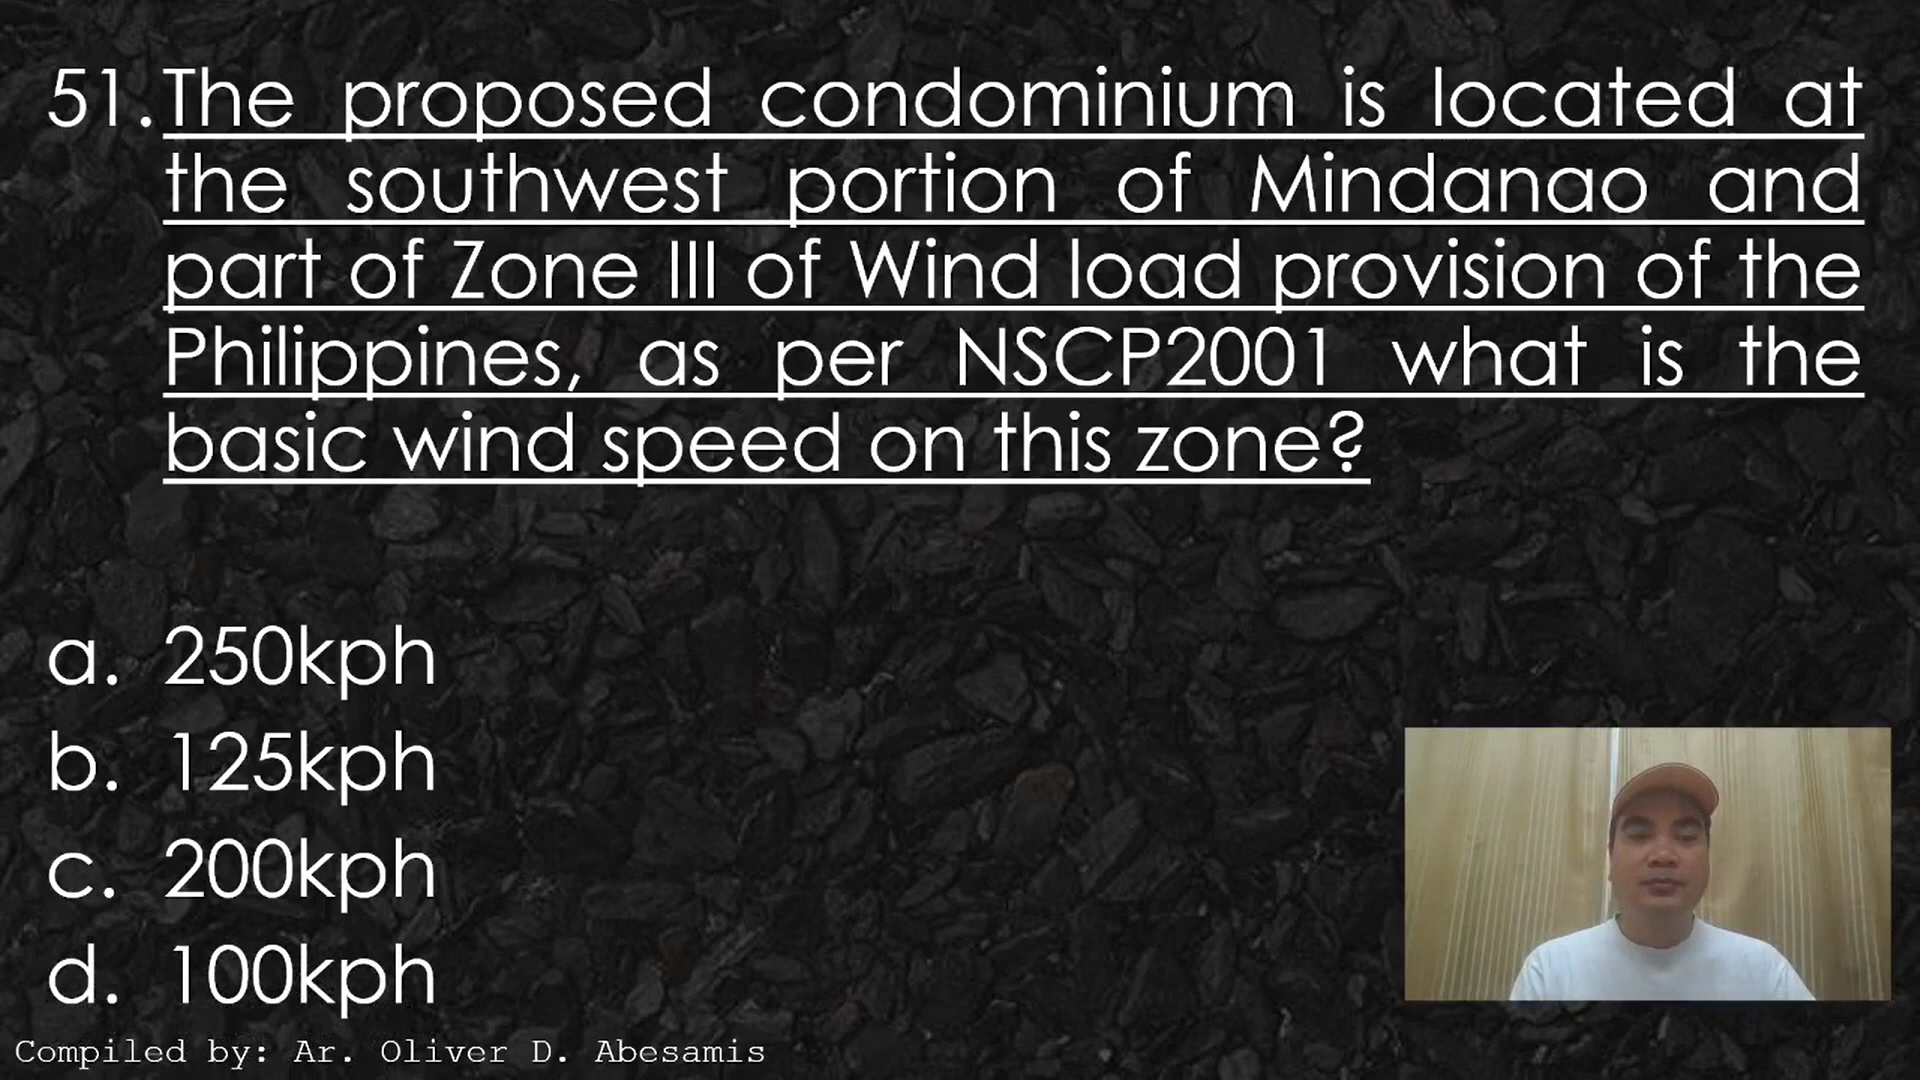 51. The proposed condominium is located at
the southwest portion of Mindanao and
part of Zone III of Wind load provision of the
Philippines, as per NSCP2001 what is the
basic wind speed on this zone?
a. 250kph
b. 125kph
c. 200kph
d. 100kph
Compiled by: Ar. Oliver D. Abesamis